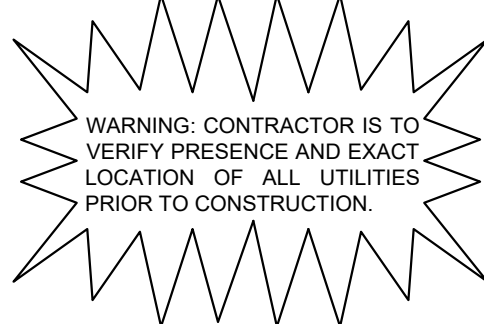 WARNING: CONTRACTOR IS TO
VERIFY PRESENCE AND EXACT
LOCATION OF ALL UTILITIES
PRIOR TO CONSTRUCTION.